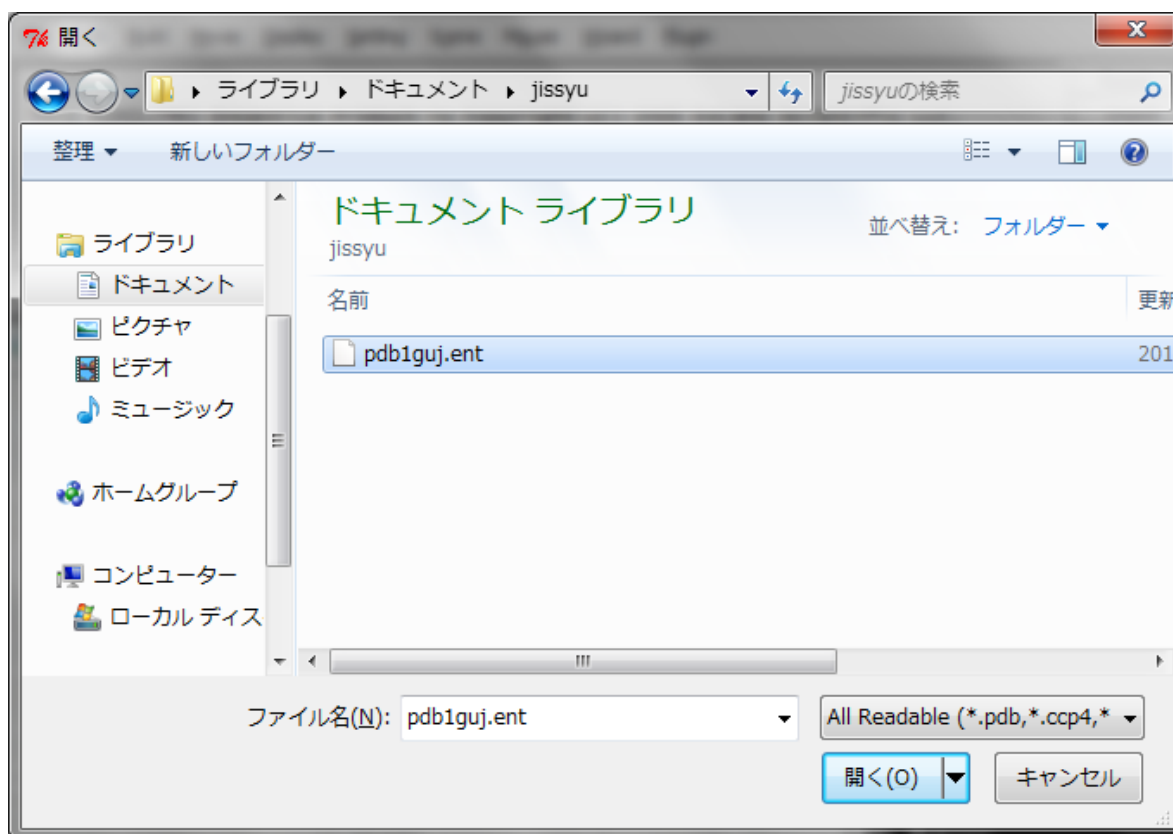 開く
ライブラリ ドキュメント jissyu
jissyuの検索
整理
新しいフォルダー
ライブラリ
ドキュメント
ピクチャ
ビデオ
ミュージック
ホームグループ
コンピューター
ローカル ディス
ドキュメント ライブラリ
jissyu
並べ替え: フォルダー
名前
更新
pdb1guj.ent
201
ファイル名(N): pdb1guj.ent
All Readable (*.pdb,*.ccp4,*
開く(O)
キャンセル